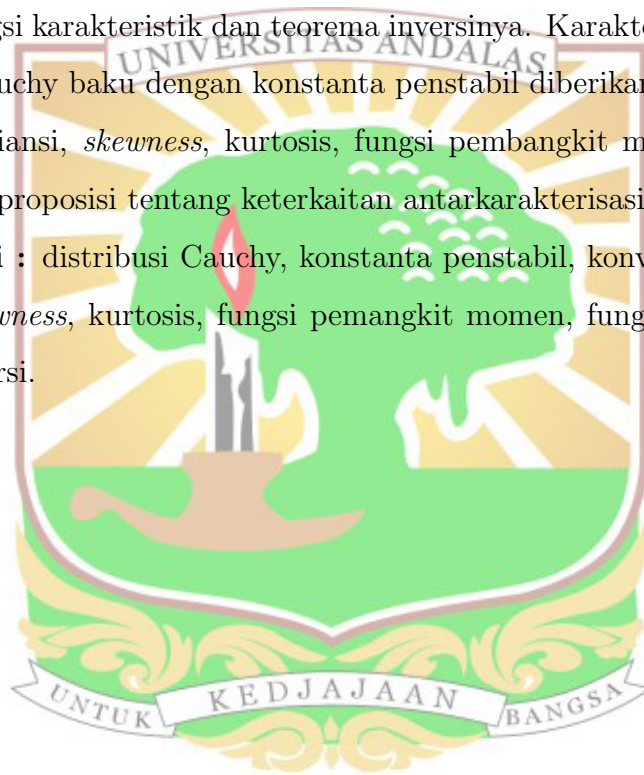 gsi karakteristik dan teorema inversinya. Karakte
UNIVERSITAS ANDALAS
uchy baku dengan konstanta penstabil diberikan
iansi, skewness, kurtosis, fungsi pembangkit m
proposisi tentang keterkaitan antarkarakterisasi
i : distribusi Cauchy, konstanta penstabil, konv
wness, kurtosis, fungsi pemangkit momen, fung
rsi.
UNTUK KEDJAJAAN BANGSA